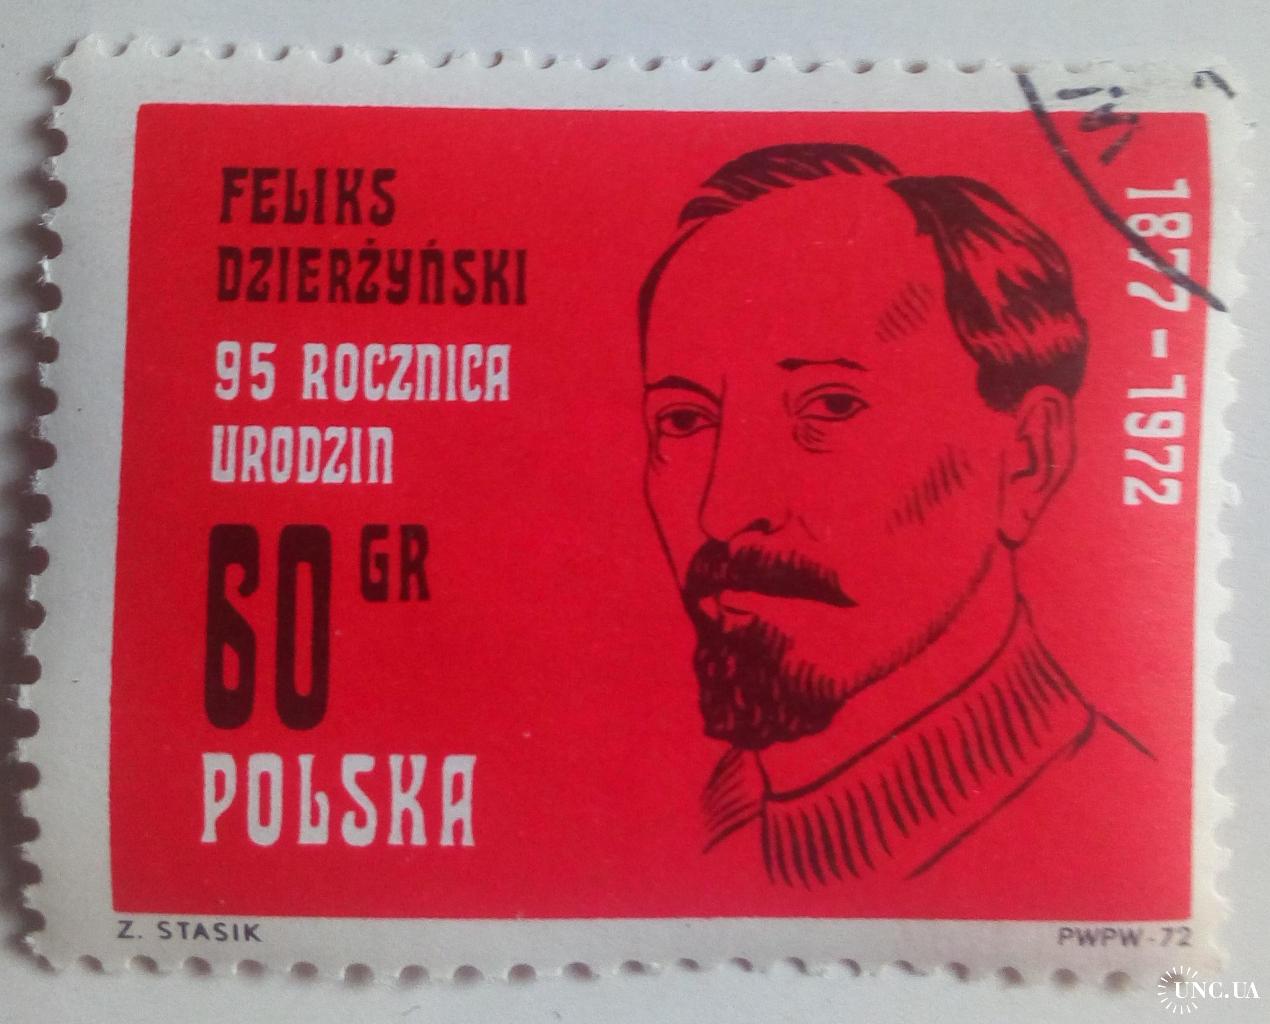 FELIKS
DZIERŻYŃSKI
95 ROCZNICA
URODZIN
60 GR
POLSKA
1877-1972
Z. STASIK
PWPW-72
UNC.UA